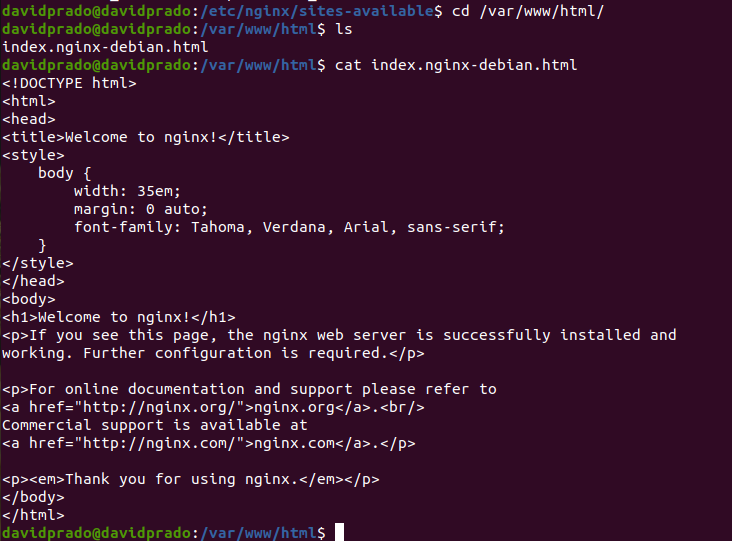 davidprado@davidprado:/etc/nginx/sites-available$ cd /var/www/html/
davidprado@davidprado:/var/www/html$ ls
index.nginx-debian.html
davidprado@davidprado:/var/www/html$ cat index.nginx-debian.html
<!DOCTYPE html>
<html>
<head>
<title>Welcome to nginx!</title>
<style>
    body {
        width: 35em;
        margin: 0 auto;
        font-family: Tahoma, Verdana, Arial, sans-serif;
    }
</style>
</head>
<body>
<h1>Welcome to nginx!</h1>
<p>If you see this page, the nginx web server is successfully installed and
working. Further configuration is required.</p>

<p>For online documentation and support please refer to
<a href="http://nginx.org/">nginx.org</a>.<br/>
Commercial support is available at
<a href="http://nginx.com/">nginx.com</a>.</p>

<p><em>Thank you for using nginx.</em></p>
</body>
</html>
davidprado@davidprado:/var/www/html$